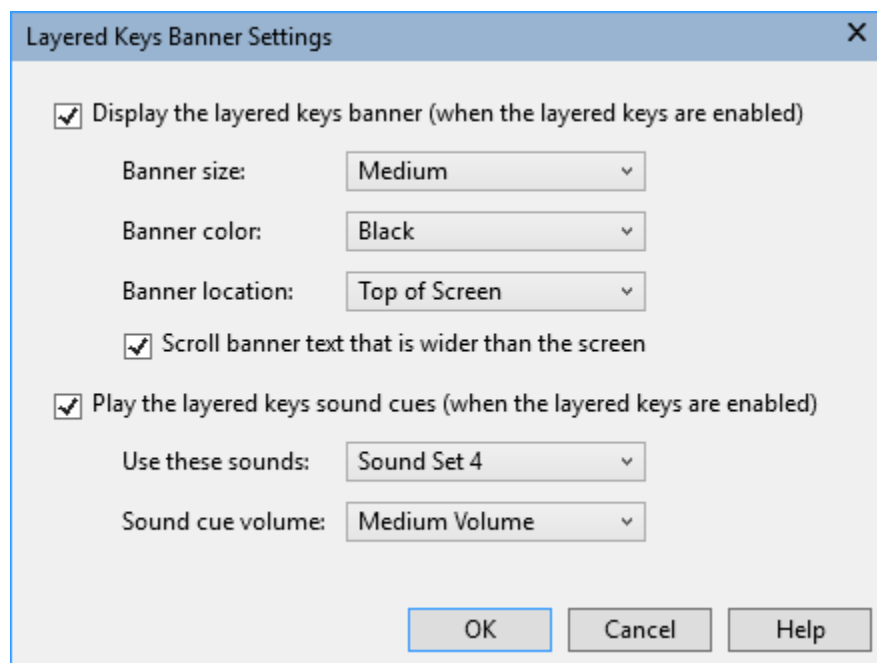 Layered Keys Banner Settings
Display the layered keys banner (when the layered keys are enabled)
Banner size: Medium
Banner color: Black
Banner location: Top of Screen
Scroll banner text that is wider than the screen
Play the layered keys sound cues (when the layered keys are enabled)
Use these sounds: Sound Set 4
Sound cue volume: Medium Volume
OK Cancel Help